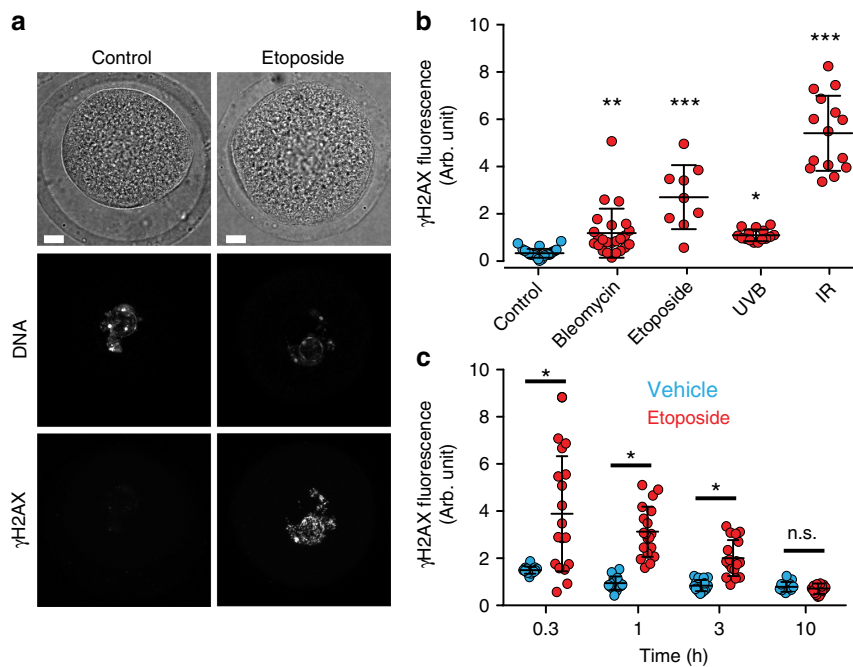 a
Control
Etoposide
DNA
γH2AX
b
γH2AX fluorescence
(Arb. unit)
10
8
6
4
2
0
**
***
*
***
Control
Bleomycin
Etoposide
UVB
IR
c
γH2AX fluorescence
(Arb. unit)
10
8
6
4
2
0
Vehicle
Etoposide
*
*
*
n.s.
0.3
1
3
10
Time (h)